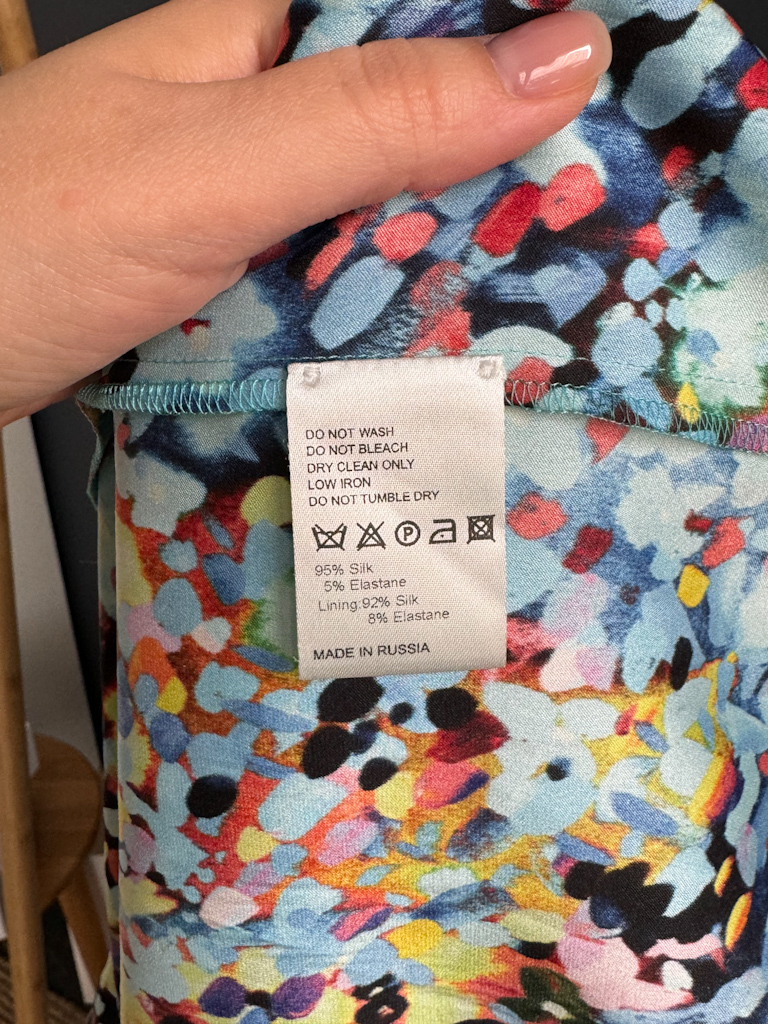 DO NOT WASH
DO NOT BLEACH
DRY CLEAN ONLY
LOW IRON
DO NOT TUMBLE DRY
P
95% Silk
5% Elastane
Lining:92% Silk
8% Elastane
MADE IN RUSSIA